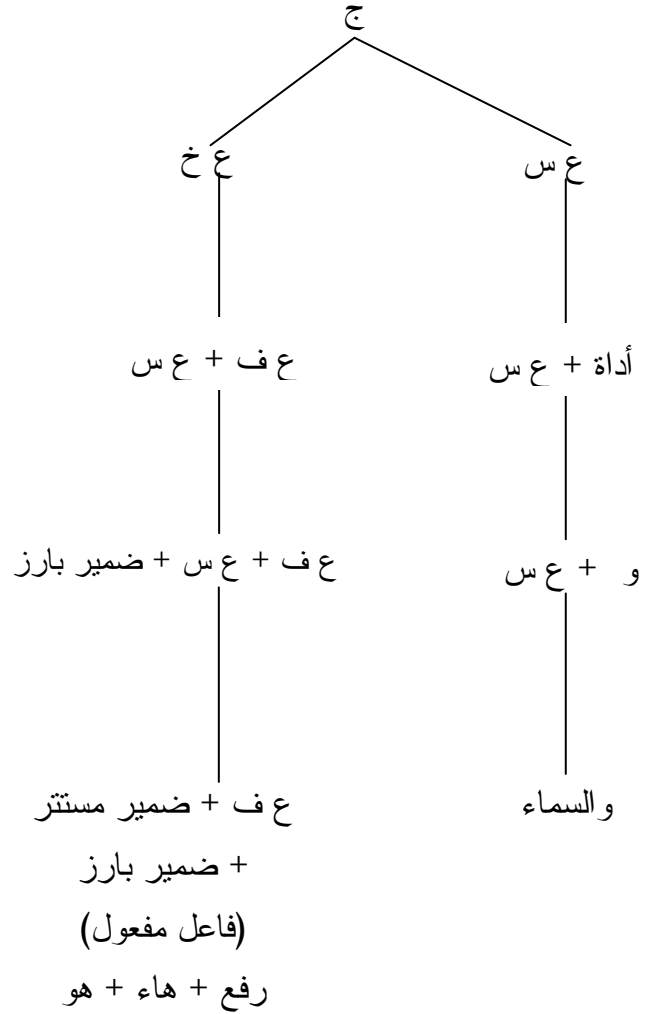 ج
ع س
ع خ
أداة + ع س
ع ف + ع س
و + ع س
ع ف + ع س + ضمير بارز
والسماء
ع ف + ضمير مستتر
+ ضمير بارز
(فاعل مفعول)
رفع + هاء + هو